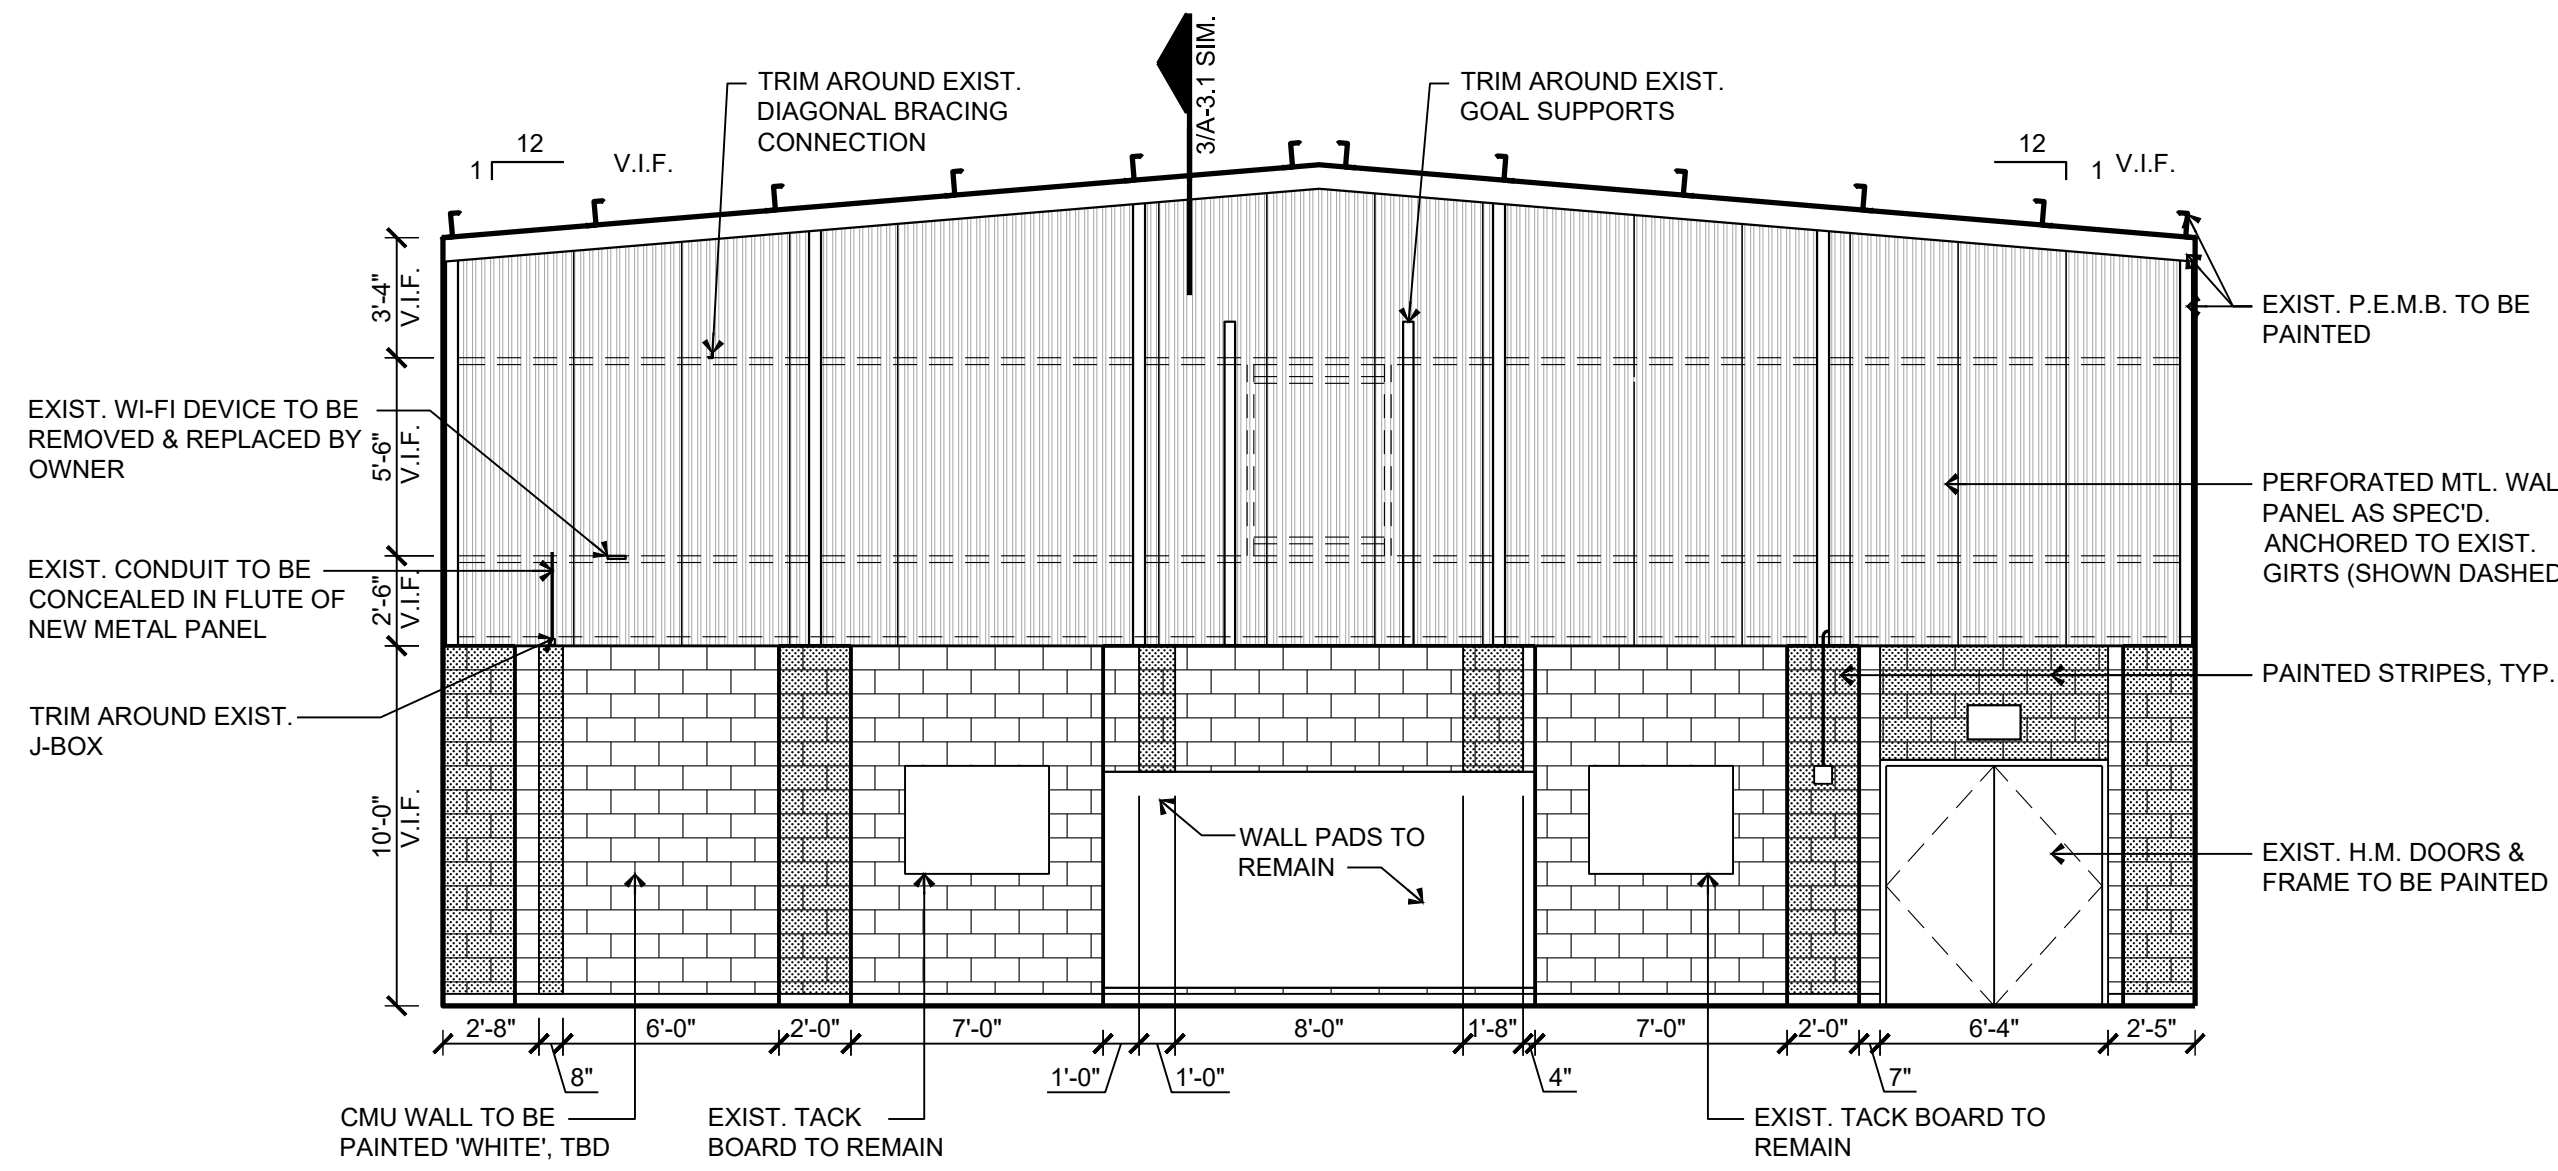 3/A-3.1 SIM.
TRIM AROUND EXIST.
DIAGONAL BRACING
CONNECTION
TRIM AROUND EXIST.
GOAL SUPPORTS
12
1
V.I.F.
12
1
V.I.F.
3'-4"
V.I.F.
5'-6"
V.I.F.
2'-6"
V.I.F.
10'-0"
V.I.F.
EXIST. WI-FI DEVICE TO BE
REMOVED & REPLACED BY
OWNER
EXIST. CONDUIT TO BE
CONCEALED IN FLUTE OF
NEW METAL PANEL
TRIM AROUND EXIST.
J-BOX
EXIST. P.E.M.B. TO BE
PAINTED
PERFORATED MTL. WAL
PANEL AS SPEC'D.
ANCHORED TO EXIST.
GIRTS (SHOWN DASHED
PAINTED STRIPES, TYP.
WALL PADS TO
REMAIN
EXIST. H.M. DOORS &
FRAME TO BE PAINTED
2'-8"
6'-0"
2'-0"
7'-0"
8'-0"
1'-8"
7'-0"
2'-0"
6'-4"
2'-5"
8"
1'-0"
1'-0"
4"
7"
CMU WALL TO BE
PAINTED 'WHITE', TBD
EXIST. TACK
BOARD TO REMAIN
EXIST. TACK BOARD TO
REMAIN